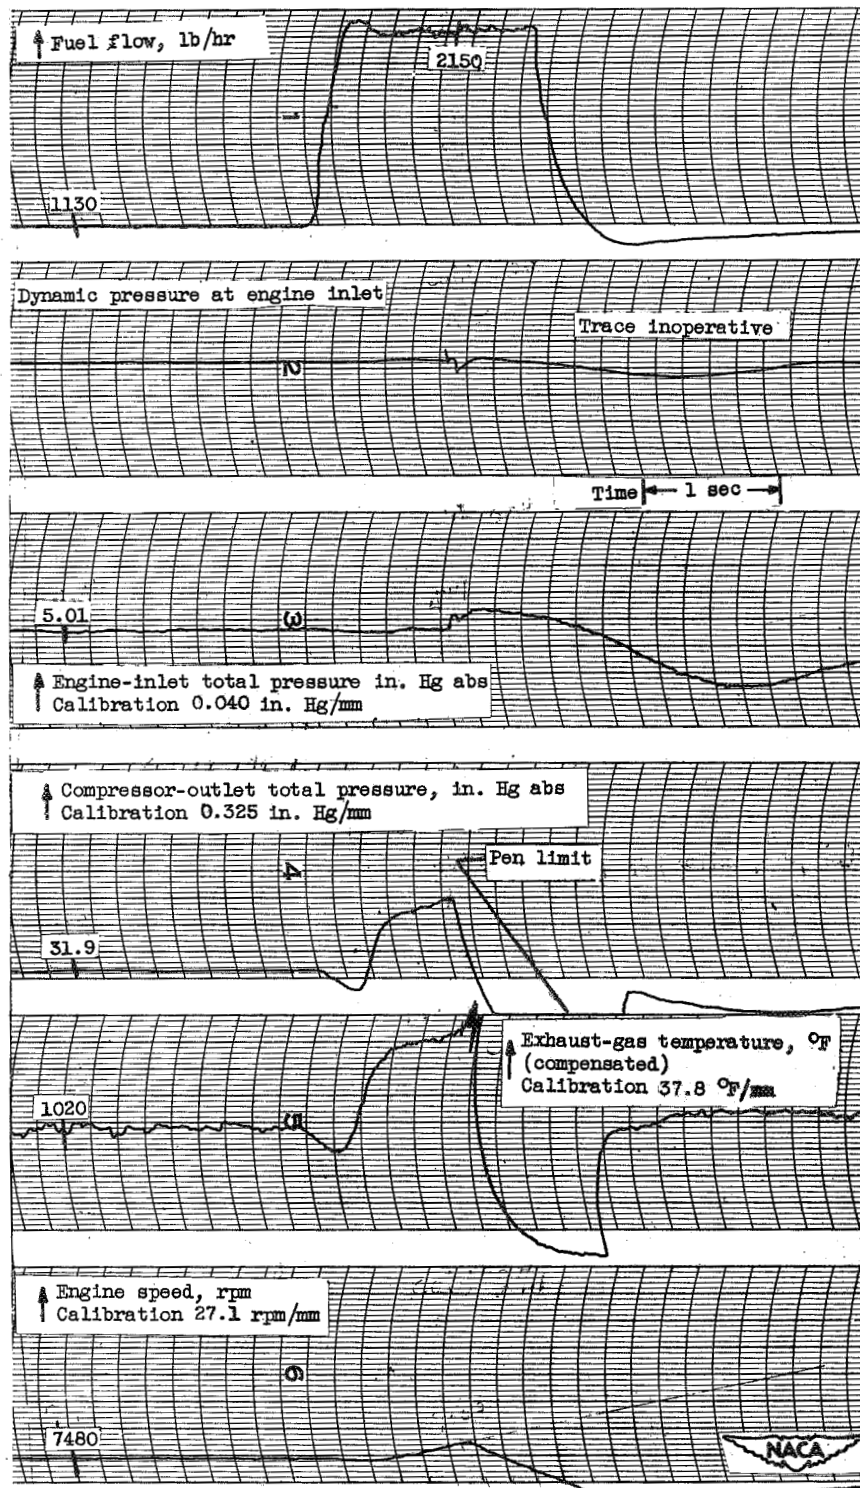 Fuel flow, lb/hr
2150
1
1130
Dynamic pressure at engine inlet
Trace inoperative
2
Time 1 sec
5.01
3
Engine-inlet total pressure in. Hg abs
Calibration 0.040 in. Hg/mm
Compressor-outlet total pressure, in. Hg abs
Calibration 0.325 in. Hg/mm
4
Pen limit
31.9
Exhaust-gas temperature, °F
(compensated)
Calibration 37.8 °F/mm
1020
5
Engine speed, rpm
Calibration 27.1 rpm/mm
6
7480
NACA